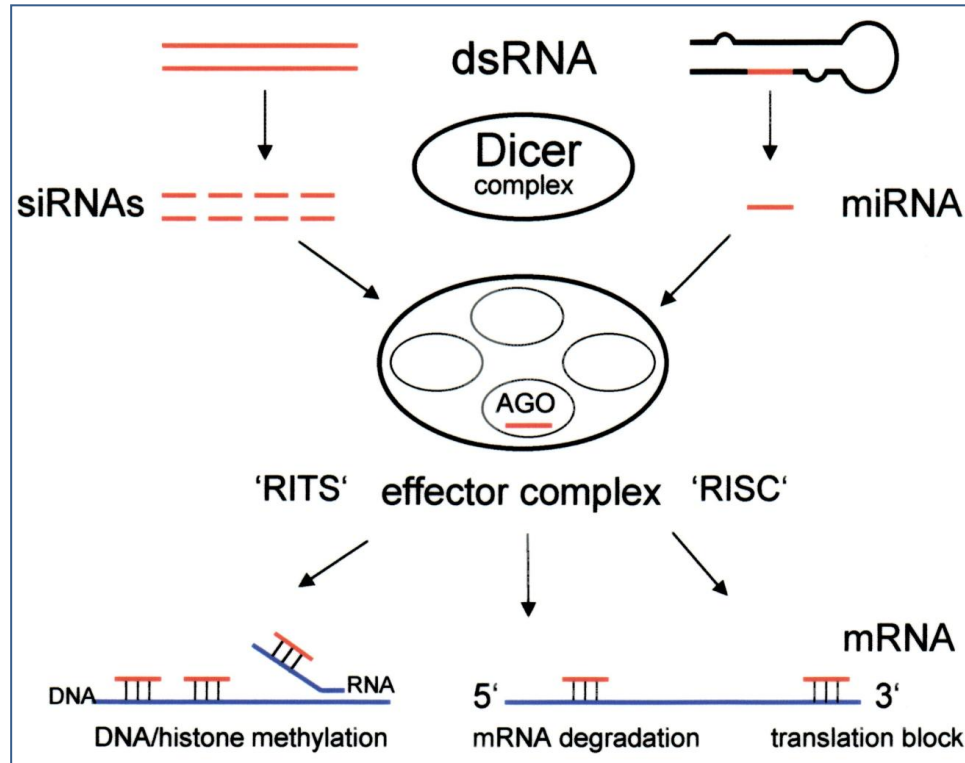 dsRNA
Dicer
complex
siRNAs
miRNA
AGO
'RITS‘ effector complex 'RISC‘
mRNA
DNA
RNA
5‘
3‘
DNA/histone methylation
mRNA degradation
translation block